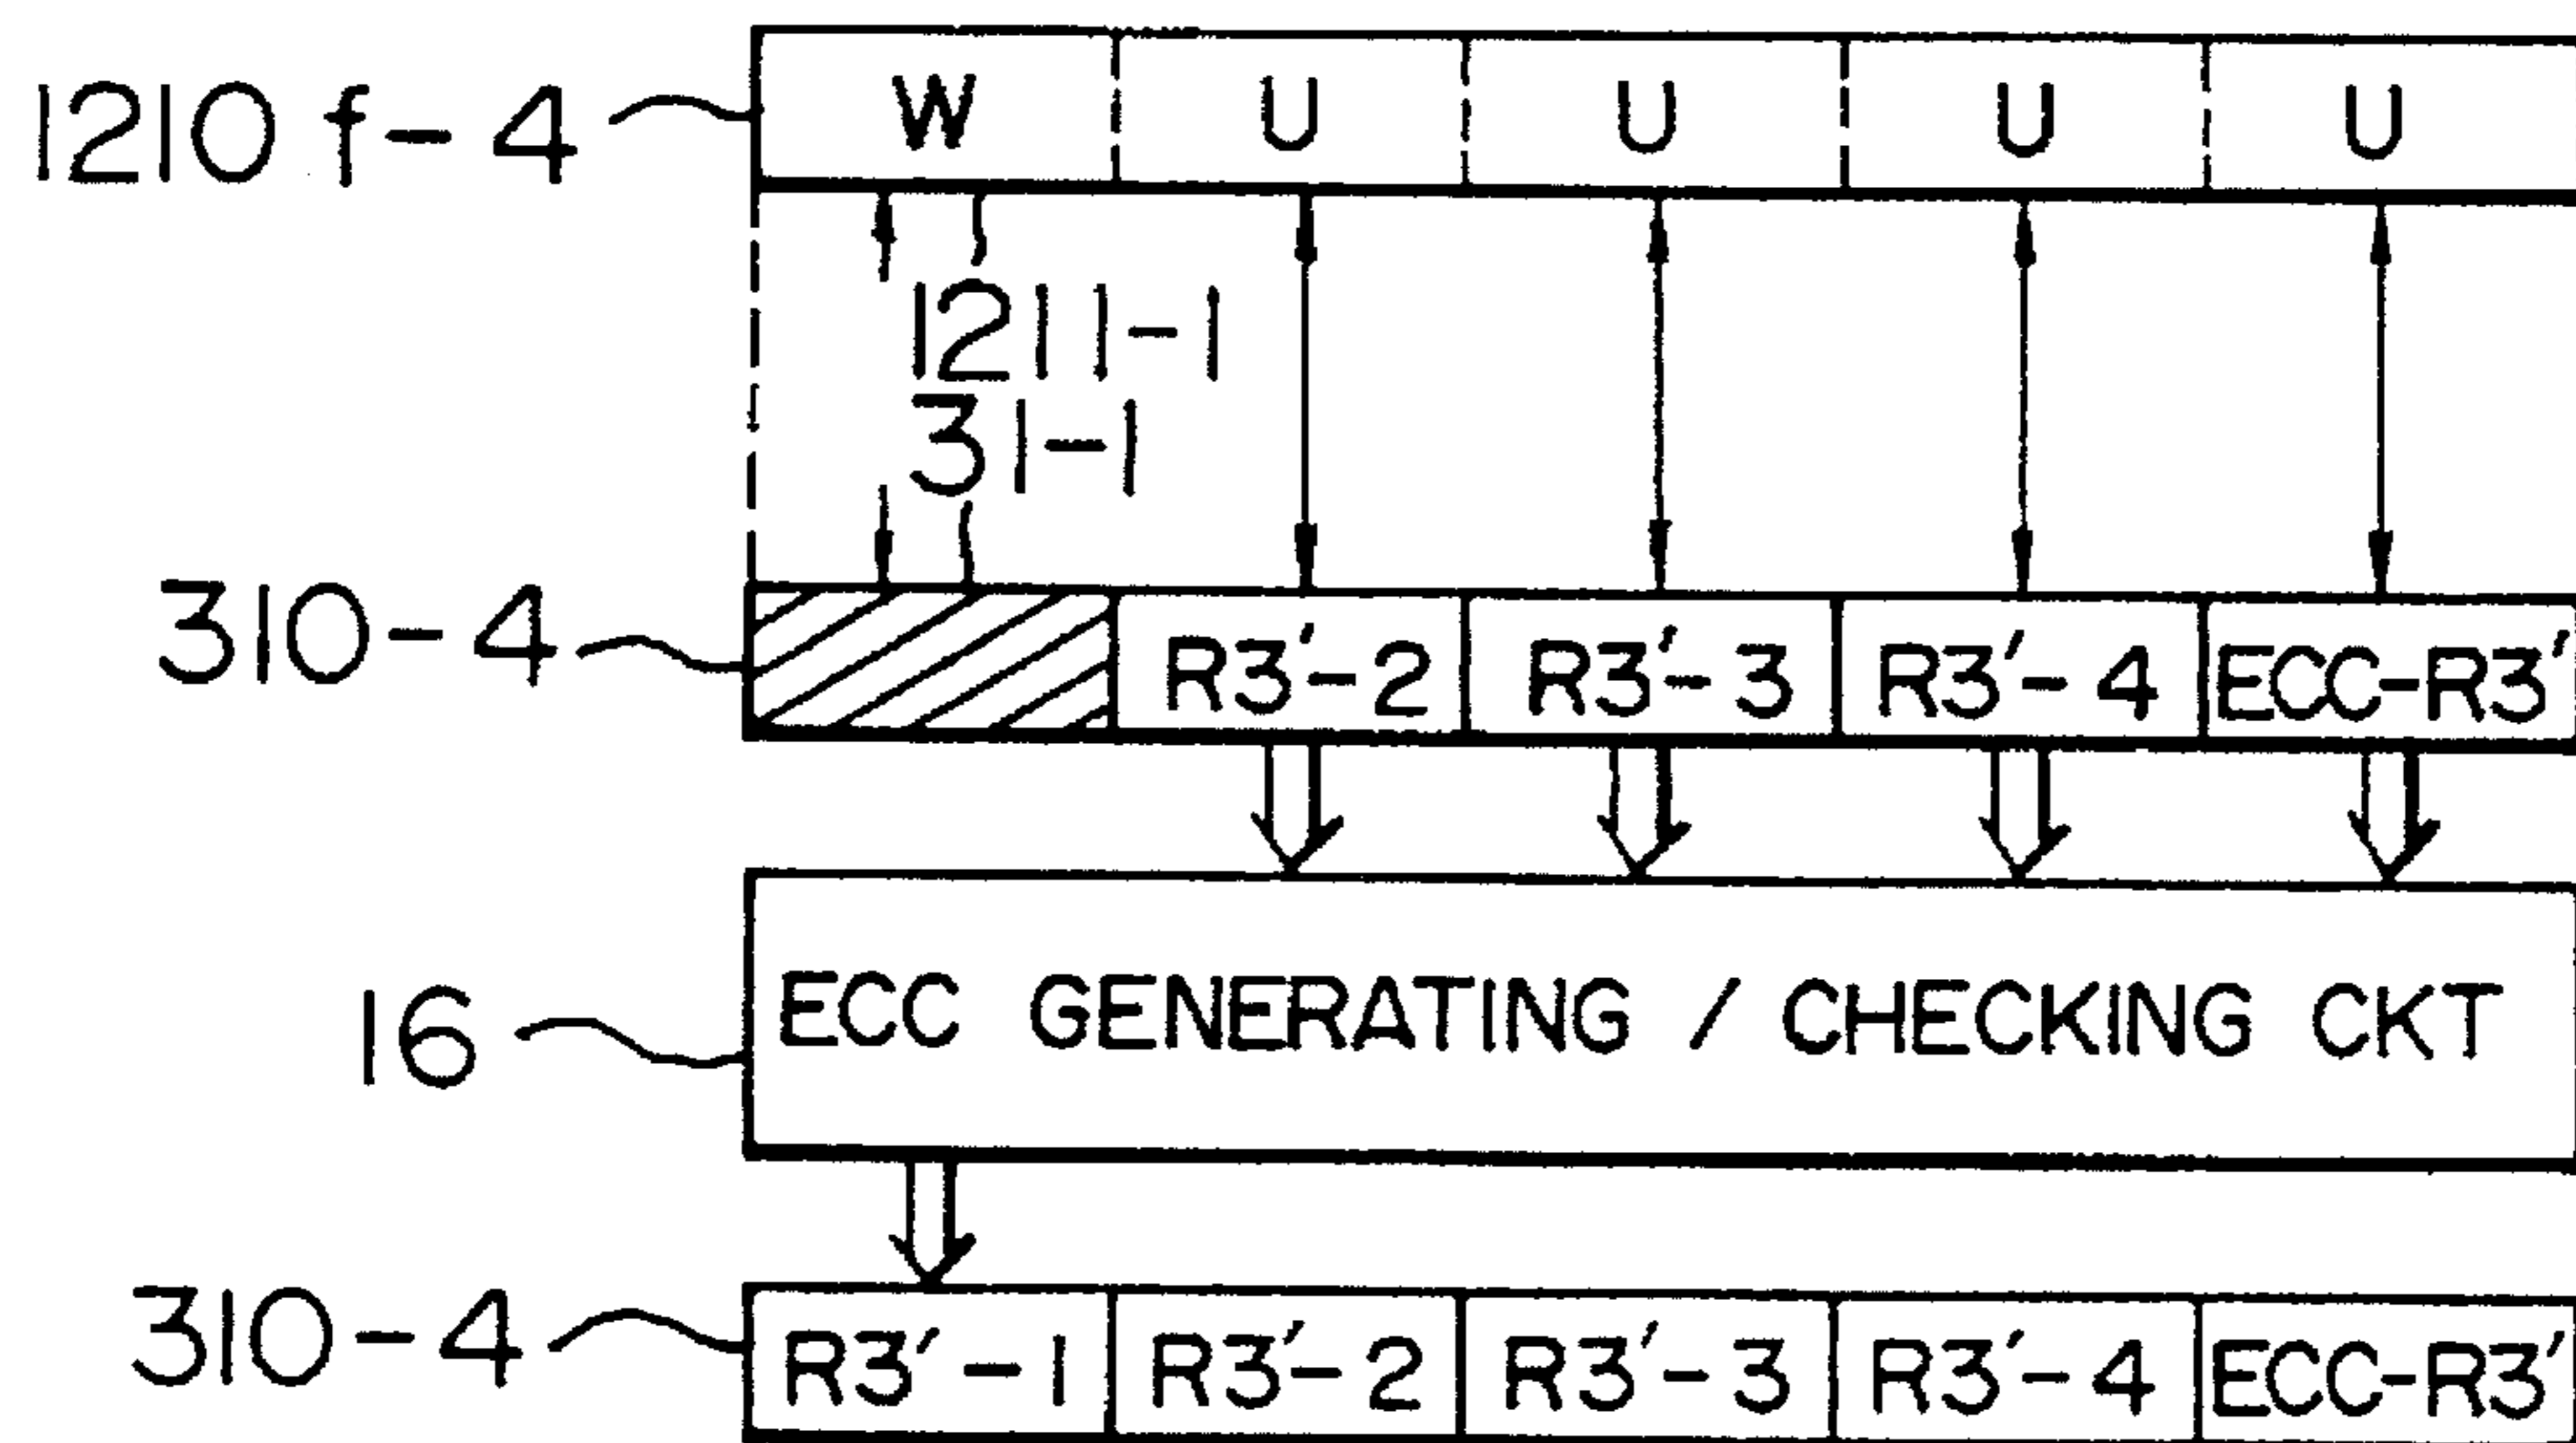 1210 f-4 W U U U U
1211-1
31-1
310-4 R3'-2 R3'-3 R3'-4 ECC-R3'
16 ECC GENERATING / CHECKING CKT
310-4 R3'-1 R3'-2 R3'-3 R3'-4 ECC-R3'